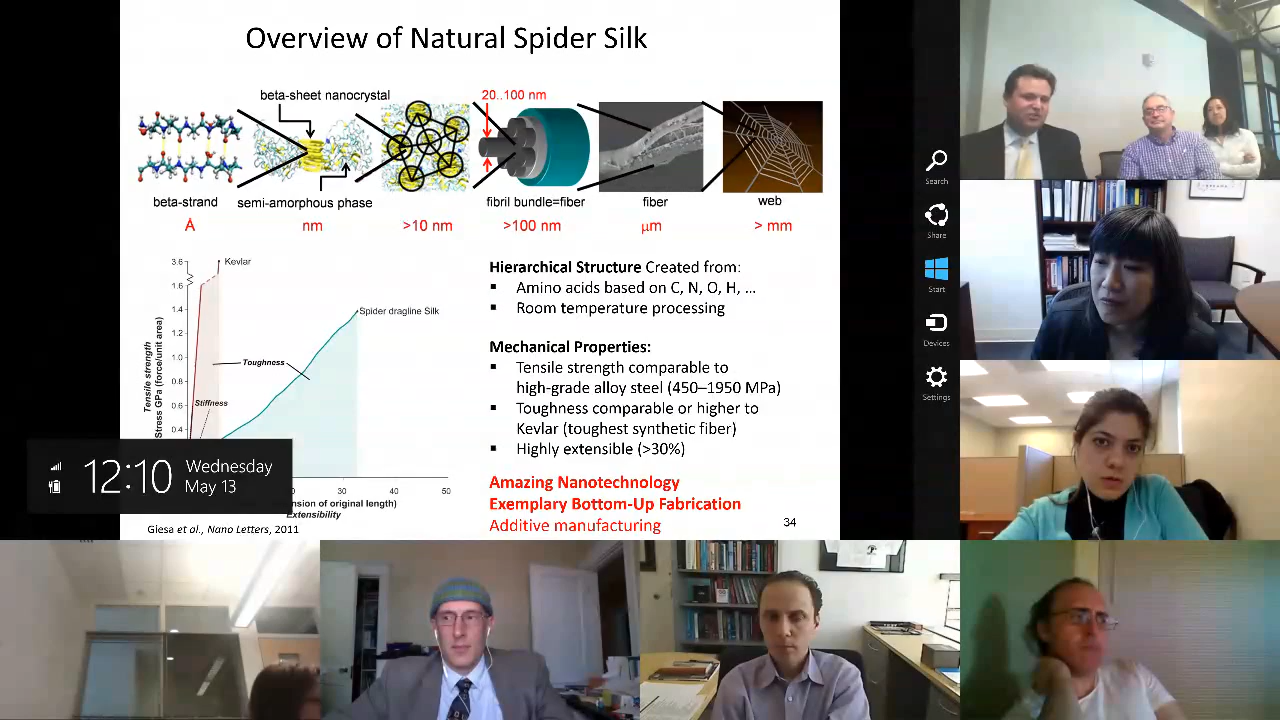 Overview of Natural Spider Silk
beta-sheet nanocrystal
20..100 nm
beta-strand
semi-amorphous phase
fibril bundle=fiber
fiber
web
Å
nm
>10 nm
>100 nm
µm
> mm
3.6
Kevlar
1.6
1.4
1.2
1.0
0.8
0.6
0.4
Spider dragline Silk
Toughness
Stiffness
Tensile strength
Stress GPa (force/unit area)
30
40
50
nsion of original length)
Extensibility
Giesa et al., Nano Letters, 2011
Hierarchical Structure Created from:
▪ Amino acids based on C, N, O, H, …
▪ Room temperature processing
Mechanical Properties:
▪ Tensile strength comparable to
high-grade alloy steel (450–1950 MPa)
▪ Toughness comparable or higher to
Kevlar (toughest synthetic fiber)
▪ Highly extensible (>30%)
Amazing Nanotechnology
Exemplary Bottom-Up Fabrication
Additive manufacturing
34
12:10
Wednesday
May 13
Search
Share
Start
Devices
Settings